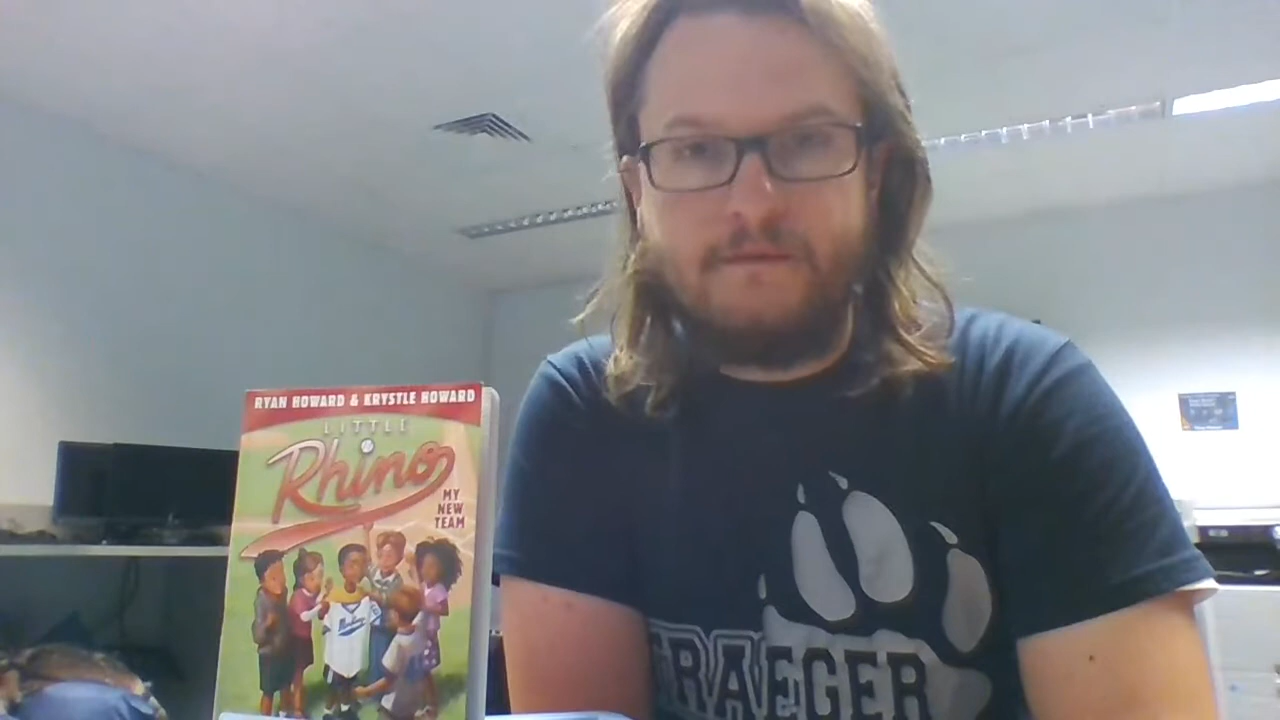 RYAN HOWARD & KRYSTLE HOWARD
LITTLE
Rhino
MY
NEW
TEAM
RAEGER